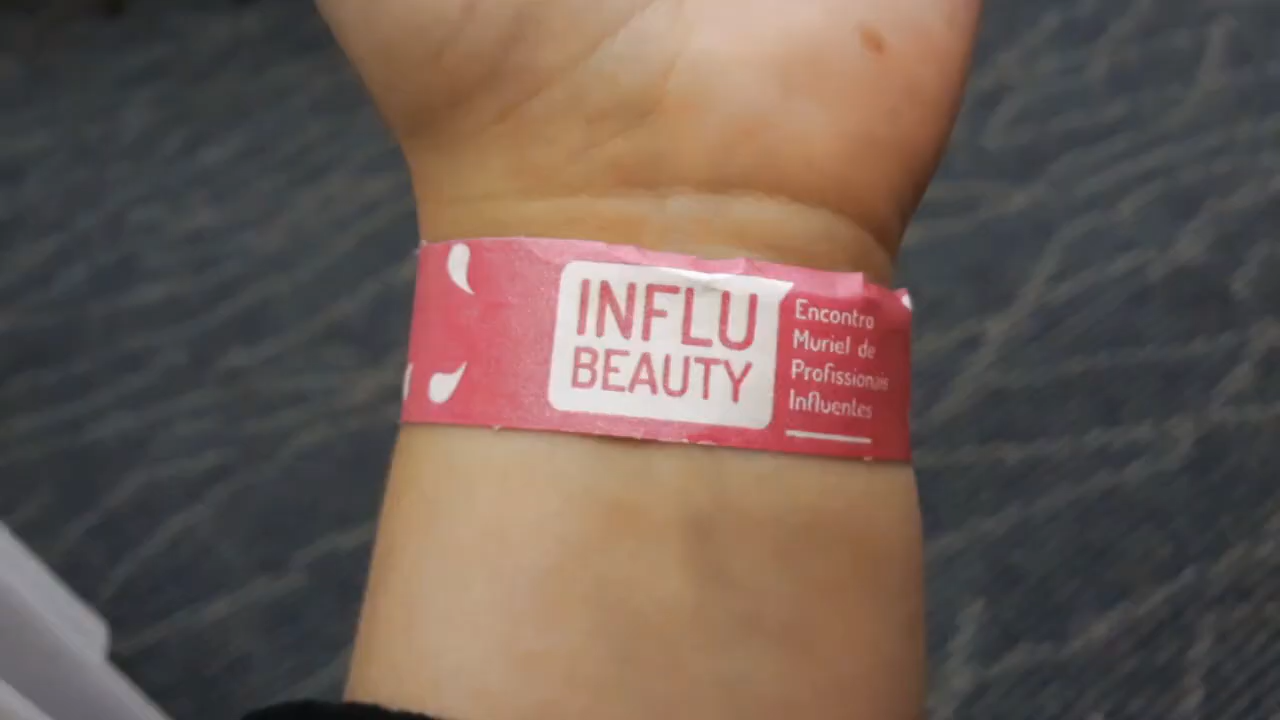 INFLU
BEAUTY
Encontro
Muriel de
Profissionais
Influentes